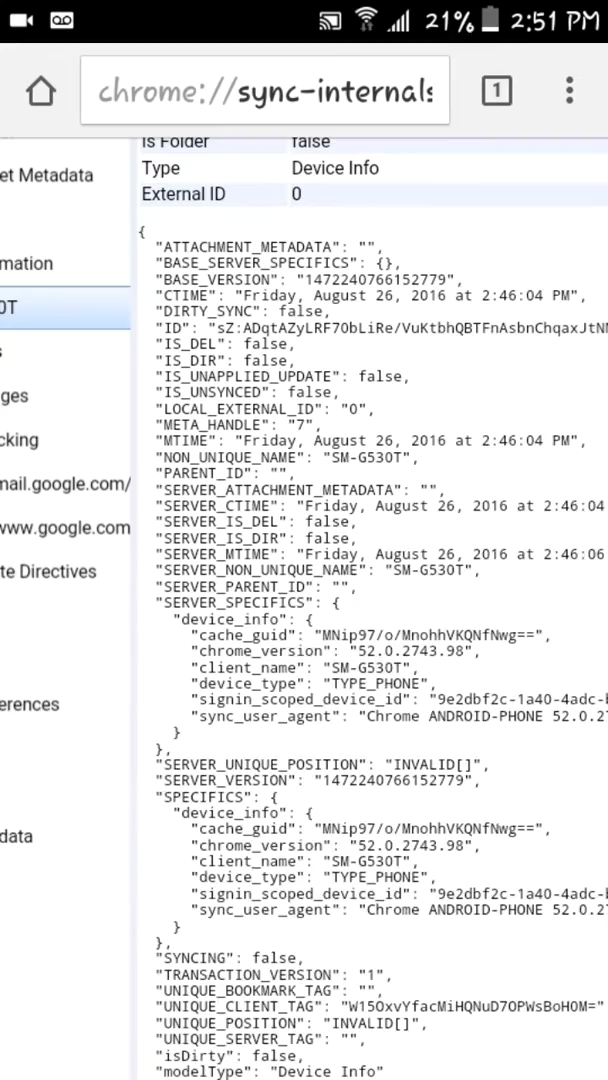 21% 2:51 PM
chrome://sync-internals
1
Is Folder false
et Metadata
Type Device Info
External ID 0
{
"ATTACHMENT_METADATA": "",
mation
"BASE_SERVER_SPECIFICS": {},
"BASE_VERSION": "1472240766152779",
"CTIME": "Friday, August 26, 2016 at 2:46:04 PM",
0T
"DIRTY_SYNC": false,
"ID": "sZ:ADqtAZyLRF70bLiRe/VuKtbhQBTFnAsbnChqaxJtN
"IS_DEL": false,
s
"IS_DIR": false,
"IS_UNAPPLIED_UPDATE": false,
ges
"IS_UNSYNCED": false,
"LOCAL_EXTERNAL_ID": "0",
"META_HANDLE": "7",
cking
"MTIME": "Friday, August 26, 2016 at 2:46:04 PM",
"NON_UNIQUE_NAME": "SM-G530T",
"PARENT_ID": "",
mail.google.com/
"SERVER_ATTACHMENT_METADATA": "",
"SERVER_CTIME": "Friday, August 26, 2016 at 2:46:04
www.google.com
"SERVER_IS_DEL": false,
"SERVER_IS_DIR": false,
"SERVER_MTIME": "Friday, August 26, 2016 at 2:46:06
te Directives
"SERVER_NON_UNIQUE_NAME": "SM-G530T",
"SERVER_PARENT_ID": "",
"SERVER_SPECIFICS": {
"device_info": {
"cache_guid": "MNip97/o/MnohhVKQNfNwg==",
"chrome_version": "52.0.2743.98",
"client_name": "SM-G530T",
"device_type": "TYPE_PHONE",
erences
"signin_scoped_device_id": "9e2dbf2c-1a40-4adc-b
"sync_user_agent": "Chrome ANDROID-PHONE 52.0.27
}
},
"SERVER_UNIQUE_POSITION": "INVALID[]",
"SERVER_VERSION": "1472240766152779",
"SPECIFICS": {
"device_info": {
"cache_guid": "MNip97/o/MnohhVKQNfNwg==",
data
"chrome_version": "52.0.2743.98",
"client_name": "SM-G530T",
"device_type": "TYPE_PHONE",
"signin_scoped_device_id": "9e2dbf2c-1a40-4adc-b
"sync_user_agent": "Chrome ANDROID-PHONE 52.0.27
}
},
"SYNCING": false,
"TRANSACTION_VERSION": "1",
"UNIQUE_BOOKMARK_TAG": "",
"UNIQUE_CLIENT_TAG": "W15OxvYfacMiHQNuD7OPWsBoH0M="
"UNIQUE_POSITION": "INVALID[]",
"UNIQUE_SERVER_TAG": "",
"isDirty": false,
"modelType": "Device Info"